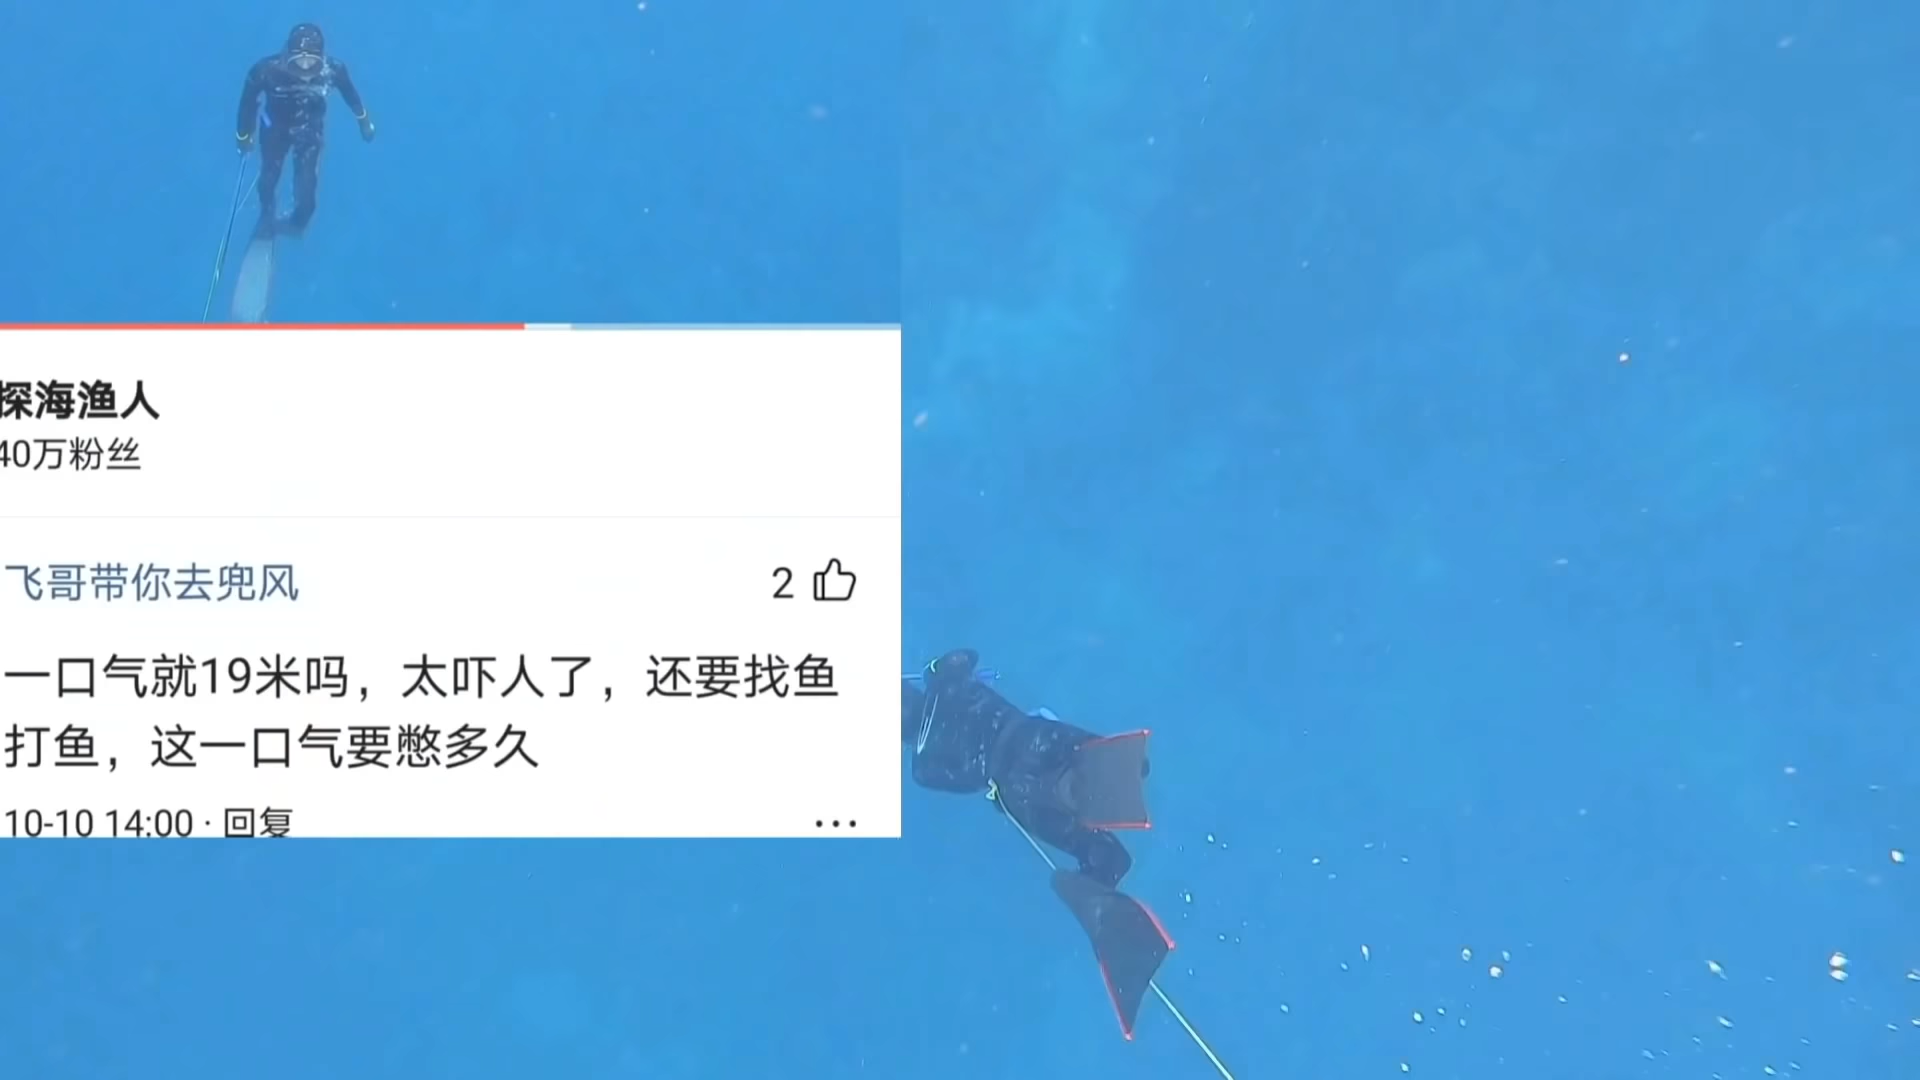 探海渔人
40万粉丝
飞哥带你去兜风
2
一口气就19米吗，太吓人了，还要找鱼
打鱼，这一口气要憋多久
10-10 14:00 · 回复